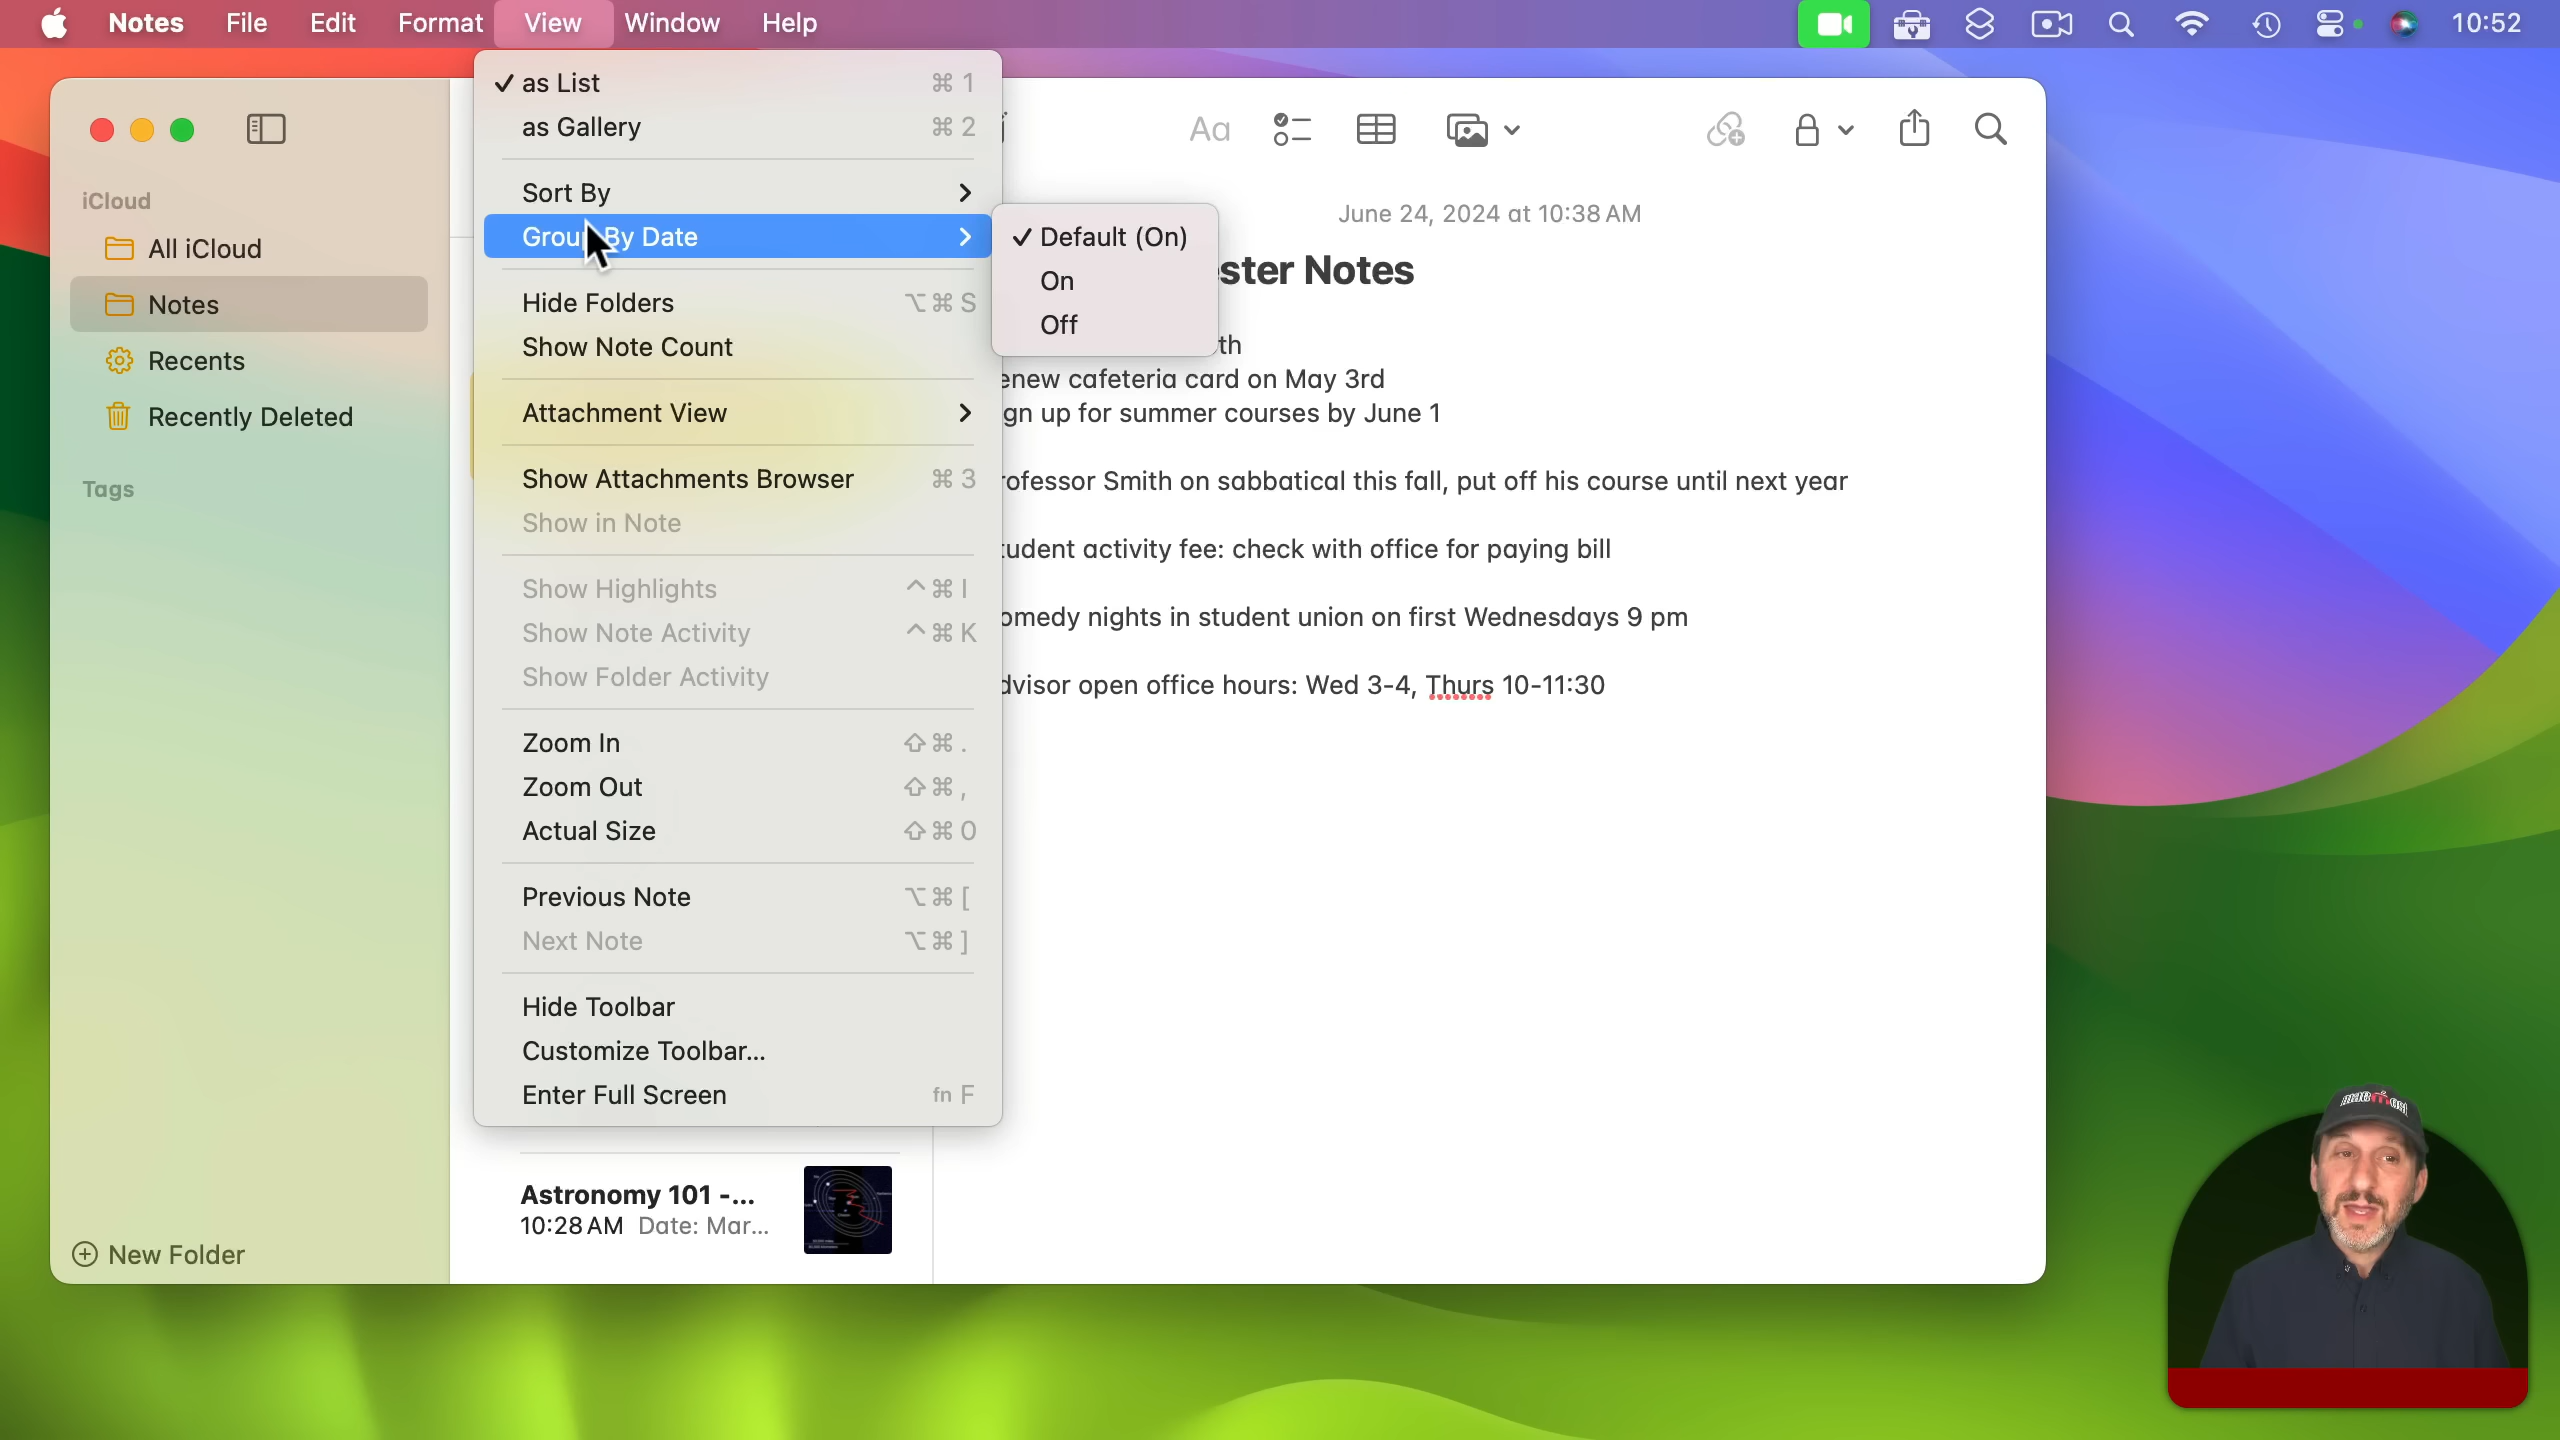 Notes File Edit Format View Window Help 10:52
✓ as List ⌘ 1
as Gallery ⌘ 2
Sort By
Group By Date
✓ Default (On)
On
Off
Hide Folders ⌥⌘ S
Show Note Count
Attachment View
Show Attachments Browser ⌘ 3
Show in Note
Show Highlights ^⌘ I
Show Note Activity ^⌘ K
Show Folder Activity
Zoom In ⇧⌘ .
Zoom Out ⇧⌘ ,
Actual Size ⇧⌘ 0
Previous Note ⌥⌘ [
Next Note ⌥⌘ ]
Hide Toolbar
Customize Toolbar...
Enter Full Screen fn F
iCloud
All iCloud
Notes
Recents
Recently Deleted
Tags
New Folder
Astronomy 101 -...
10:28 AM Date: Mar...
Aa
June 24, 2024 at 10:38 AM
ster Notes
th
enew cafeteria card on May 3rd
gn up for summer courses by June 1
rofessor Smith on sabbatical this fall, put off his course until next year
tudent activity fee: check with office for paying bill
omedy nights in student union on first Wednesdays 9 pm
dvisor open office hours: Wed 3-4, Thurs 10-11:30